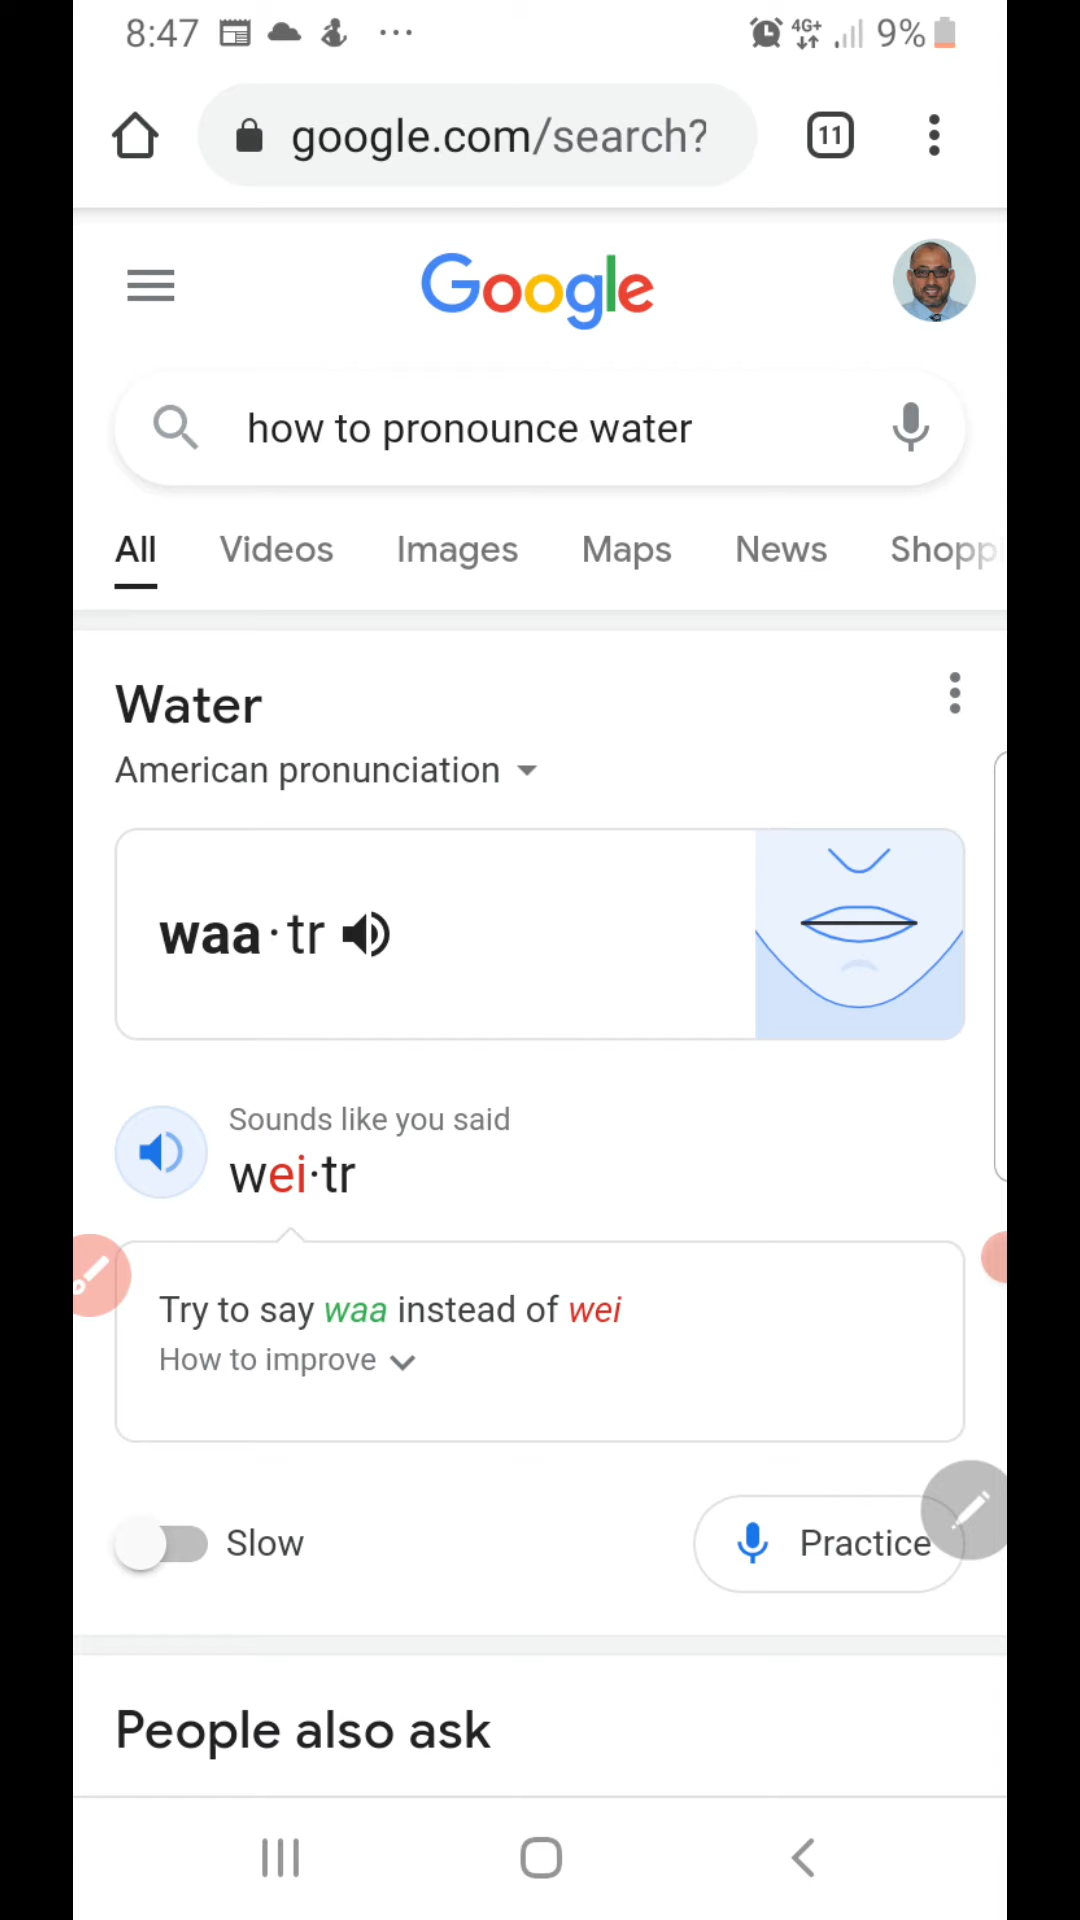 8:47 4G+ 9%
google.com/search? 11
Google
how to pronounce water
All Videos Images Maps News Shopp
Water
American pronunciation
waa·tr
Sounds like you said
wei·tr
Try to say waa instead of wei
How to improve
Slow Practice
People also ask